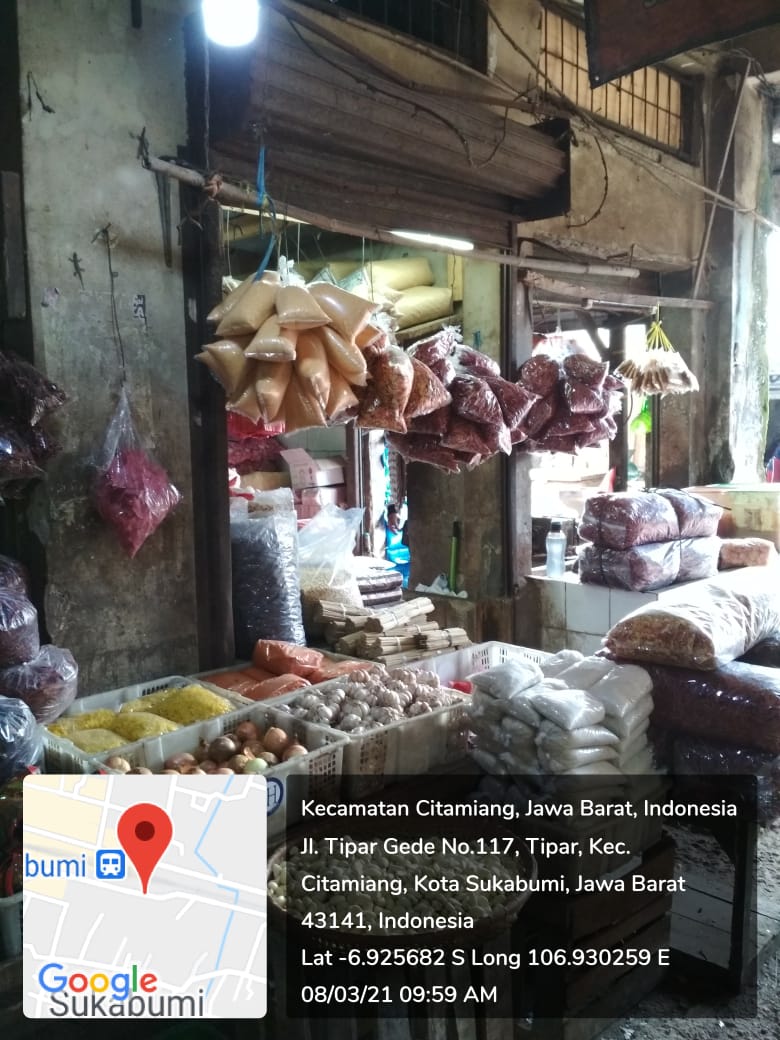 Kecamatan Citamiang, Jawa Barat, Indonesia
Jl. Tipar Gede No.117, Tipar, Kec.
Citamiang, Kota Sukabumi, Jawa Barat
43141, Indonesia
Lat -6.925682 S Long 106.930259 E
08/03/21 09:59 AM
bumi
Google
Sukabumi